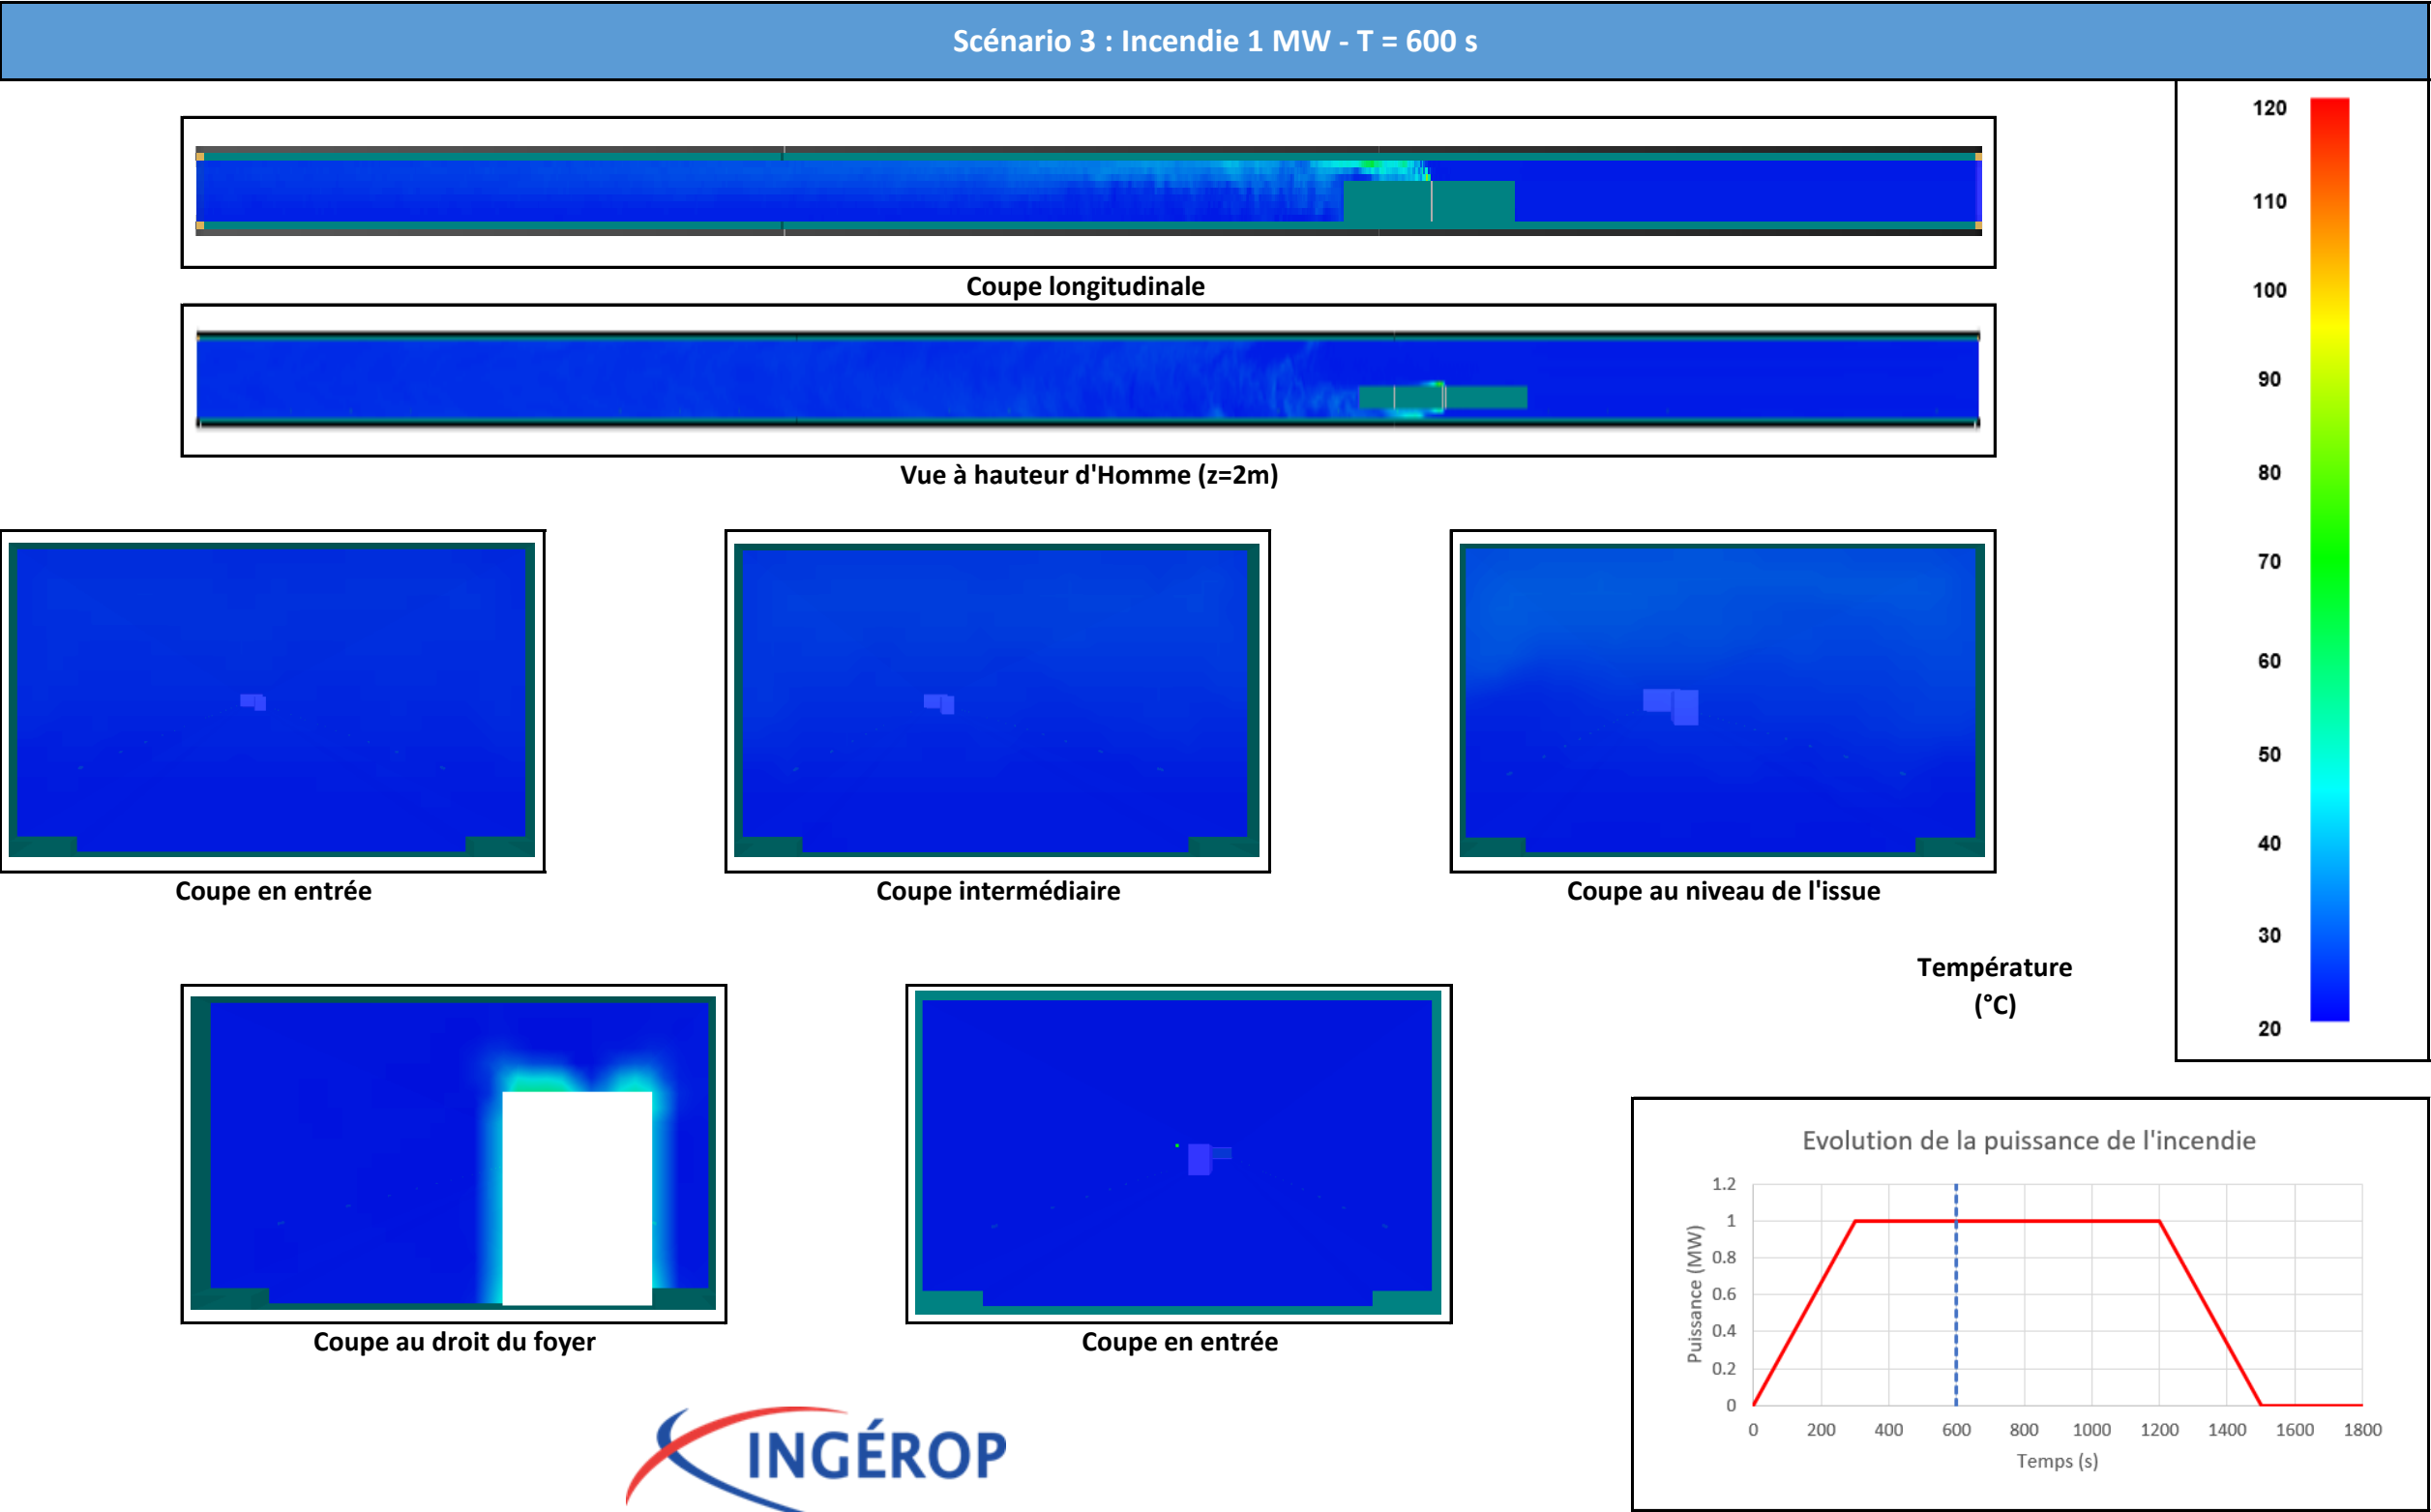 Scénario 3 : Incendie 1 MW - T = 600 s
120
110
100
90
80
70
60
50
40
30
20
Coupe longitudinale
Vue à hauteur d'Homme (z=2m)
Coupe en entrée
Coupe intermédiaire
Coupe au niveau de l'issue
Température
(°C)
Coupe au droit du foyer
Coupe en entrée
Evolution de la puissance de l'incendie
Puissance (MW)
1.2
1
0.8
0.6
0.4
0.2
0
0 200 400 600 800 1000 1200 1400 1600 1800
Temps (s)
INGÉROP